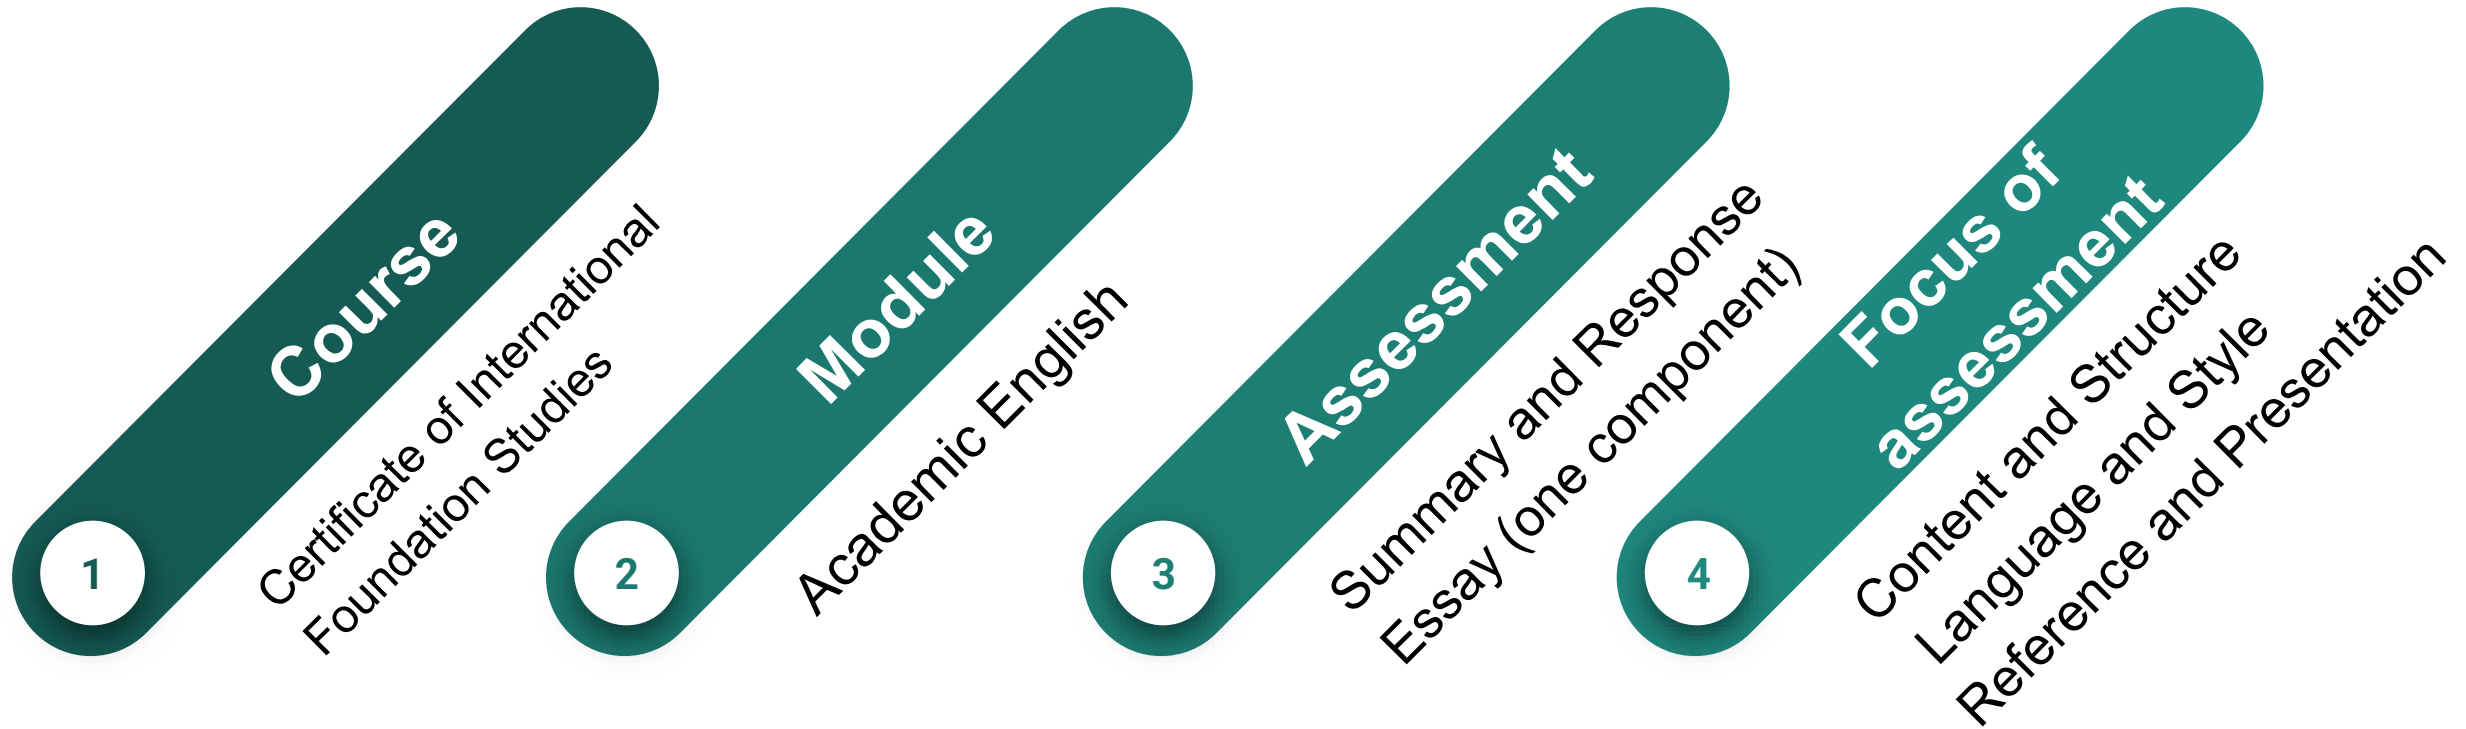 1
Course
Certificate of International
Foundation Studies
2
Module
Academic English
3
Assessment
Summary and Response
Essay (one component)
4
Focus of
assessment
Content and Structure
Language and Style
Reference and Presentation